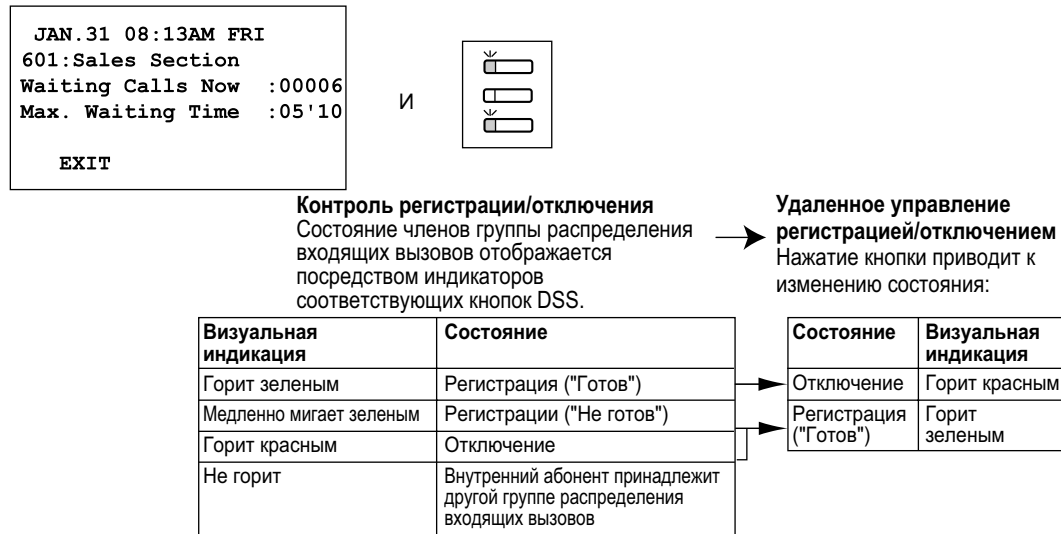 JAN.31 08:13AM FRI
601:Sales Section
Waiting Calls Now :00006
Max. Waiting Time :05'10
EXIT
И
Контроль регистрации/отключения
Состояние членов группы распределения
входящих вызовов отображается
посредством индикаторов
соответствующих кнопок DSS.
Удаленное управление
регистрацией/отключением
Нажатие кнопки приводит к
изменению состояния:
Визуальная
индикация
Состояние
Горит зеленым
Регистрация ("Готов")
Медленно мигает зеленым
Регистрации ("Не готов")
Горит красным
Отключение
Не горит
Внутренний абонент принадлежит
другой группе распределения
входящих вызовов
Состояние
Визуальная
индикация
Отключение
Горит красным
Регистрация
("Готов")
Горит
зеленым